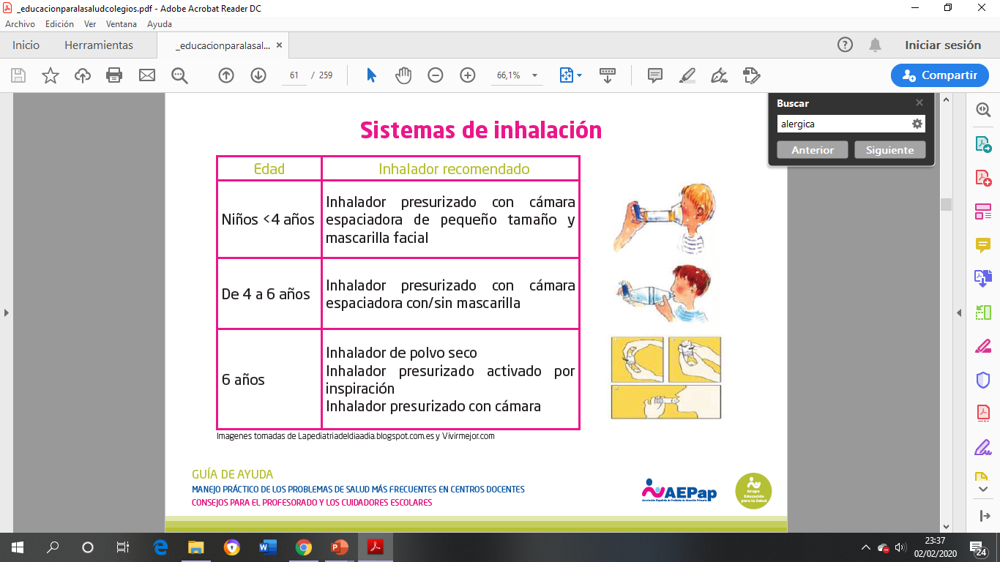 _educacionparalasaludcolegios.pdf - Adobe Acrobat Reader DC
Archivo Edición Ver Ventana Ayuda
Inicio Herramientas _educacionparalasal... Iniciar sesión
61 / 259 66,1% Compartir
Buscar
alergica
Anterior Siguiente
Sistemas de inhalación
Edad Inhalador recomendado
Niños <4 años
Inhalador presurizado con cámara
espaciadora de pequeño tamaño y
mascarilla facial
De 4 a 6 años
Inhalador presurizado con cámara
espaciadora con/sin mascarilla
6 años
Inhalador de polvo seco
Inhalador presurizado activado por
inspiración
Inhalador presurizado con cámara
Imagenes tomadas de Lapediatriadeldiaadia.blogspot.com.es y Vivirmejor.com
GUÍA DE AYUDA
MANEJO PRÁCTICO DE LOS PROBLEMAS DE SALUD MÁS FRECUENTES EN CENTROS DOCENTES
CONSEJOS PARA EL PROFESORADO Y LOS CUIDADORES ESCOLARES
AEPap
Asociación Española de Pediatría de Atención Primaria
Grupo
Educación
para la Salud
23:37
02/02/2020
24